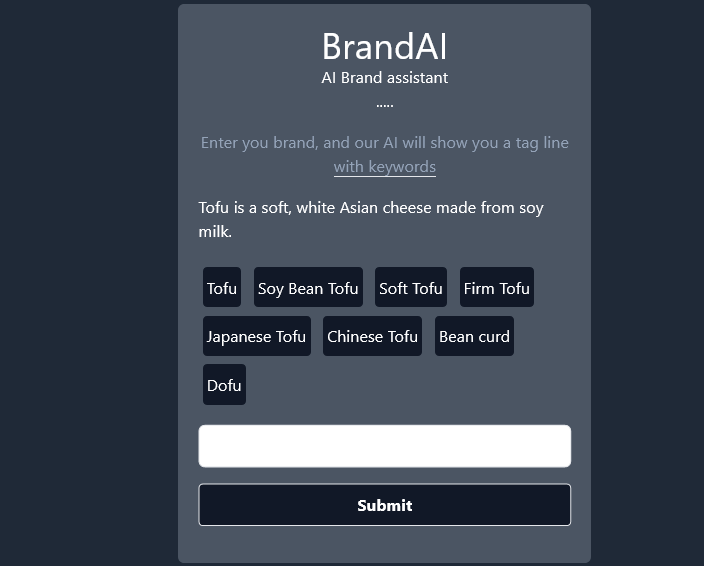 BrandAI
AI Brand assistant
.....
Enter you brand, and our AI will show you a tag line
with keywords
Tofu is a soft, white Asian cheese made from soy
milk.
Tofu Soy Bean Tofu Soft Tofu Firm Tofu
Japanese Tofu Chinese Tofu Bean curd
Dofu
Submit